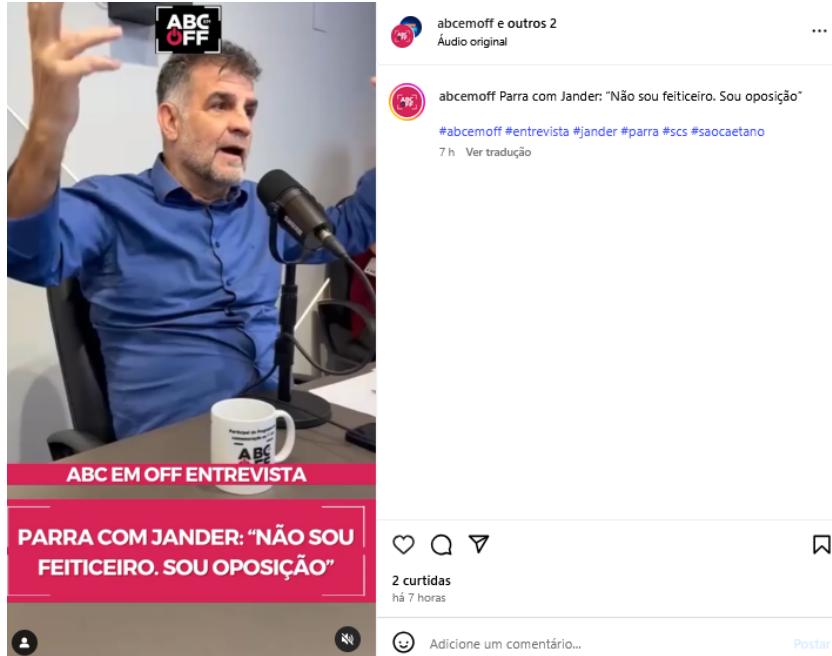 ABC EM
OFF
ABC EM OFF ENTREVISTA
PARRA COM JANDER: “NÃO SOU
FEITICEIRO. SOU OPOSIÇÃO”
abcemoff e outros 2
Áudio original
abcemoff Parra com Jander: “Não sou feiticeiro. Sou oposição”
#abcemoff #entrevista #jander #parra #scs #saocaetano
7 h Ver tradução
2 curtidas
há 7 horas
Adicione um comentário...
Postar